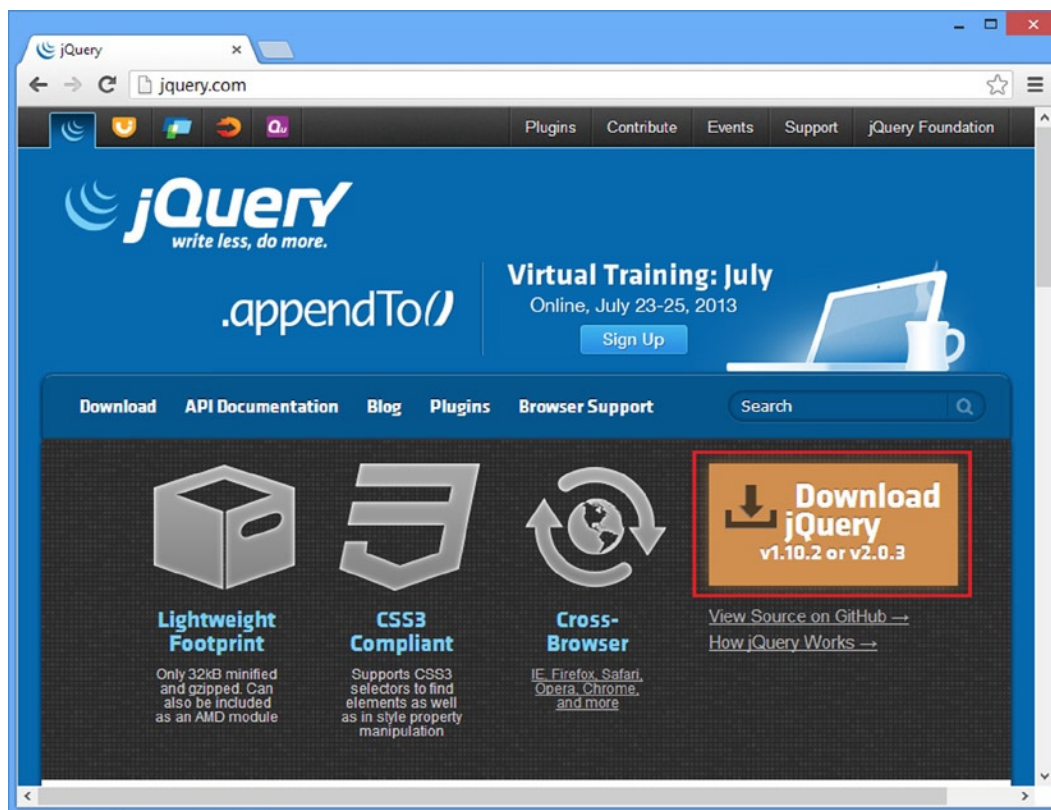 jQuery
jquery.com
Qu
Plugins Contribute Events Support jQuery Foundation
jQuery
write less, do more.
.appendTo()
Virtual Training: July
Online, July 23-25, 2013
Sign Up
Download API Documentation Blog Plugins Browser Support Search
Download
jQuery
v1.10.2 or v2.0.3
Lightweight
Footprint
Only 32kB minified
and gzipped. Can
also be included
as an AMD module
CSS3
Compliant
Supports CSS3
selectors to find
elements as well
as in style property
manipulation
Cross-
Browser
IE, Firefox, Safari,
Opera, Chrome,
and more
View Source on GitHub →
How jQuery Works →